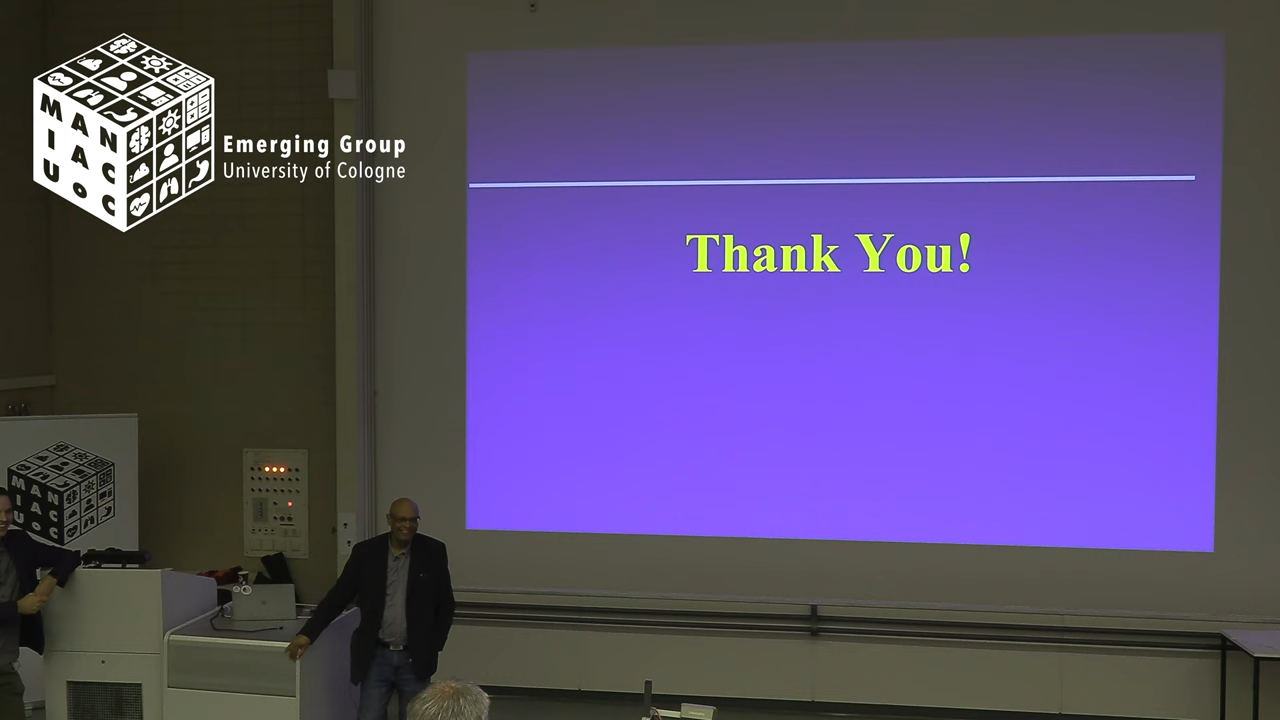 MAN
IAC
UOC
Emerging Group
University of Cologne
Thank You!
MAN
IAC
UOC